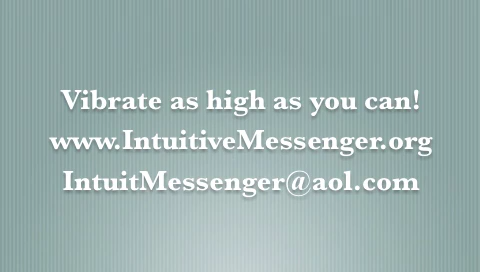 Vibrate as high as you can!
www.IntuitiveMessenger.org
IntuitMessenger@aol.com